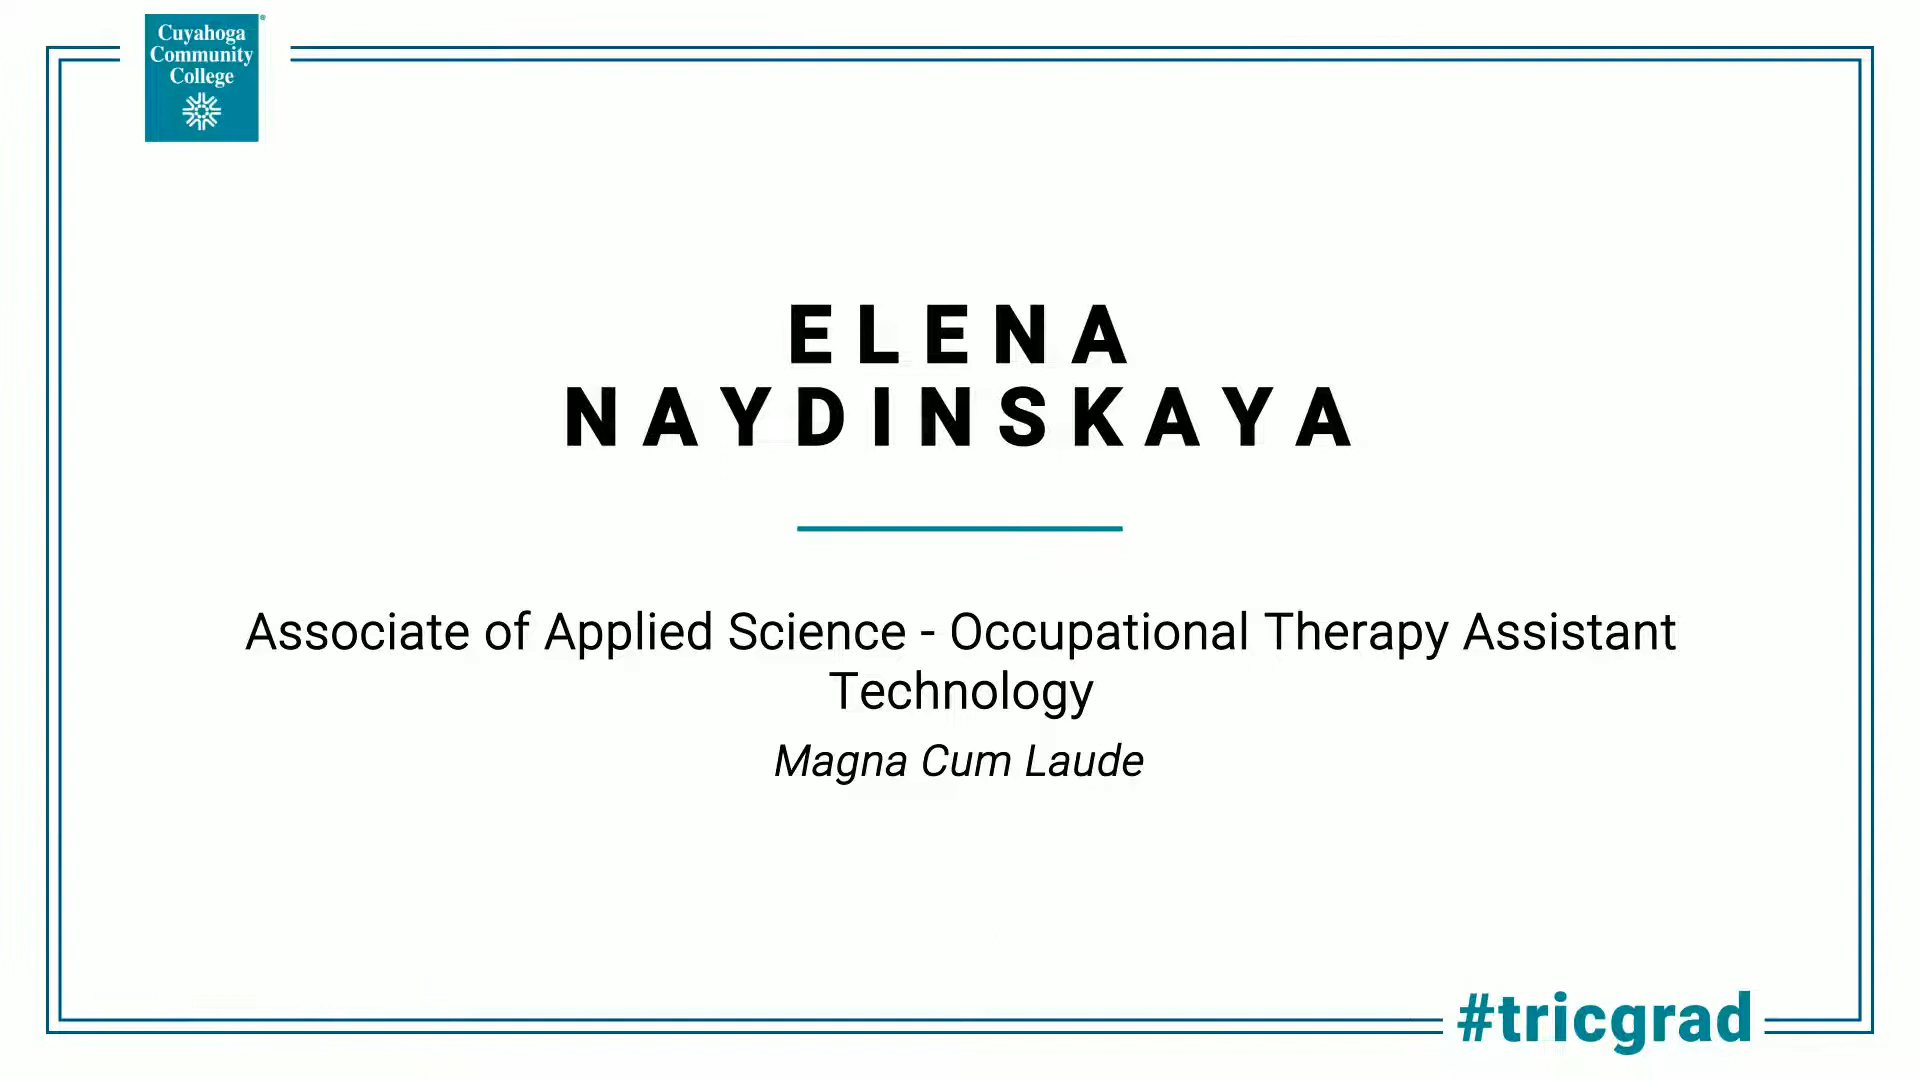 Cuyahoga
Community
College
ELENA
NAYDINSKAYA
Associate of Applied Science - Occupational Therapy Assistant
Technology
Magna Cum Laude
#tricgrad